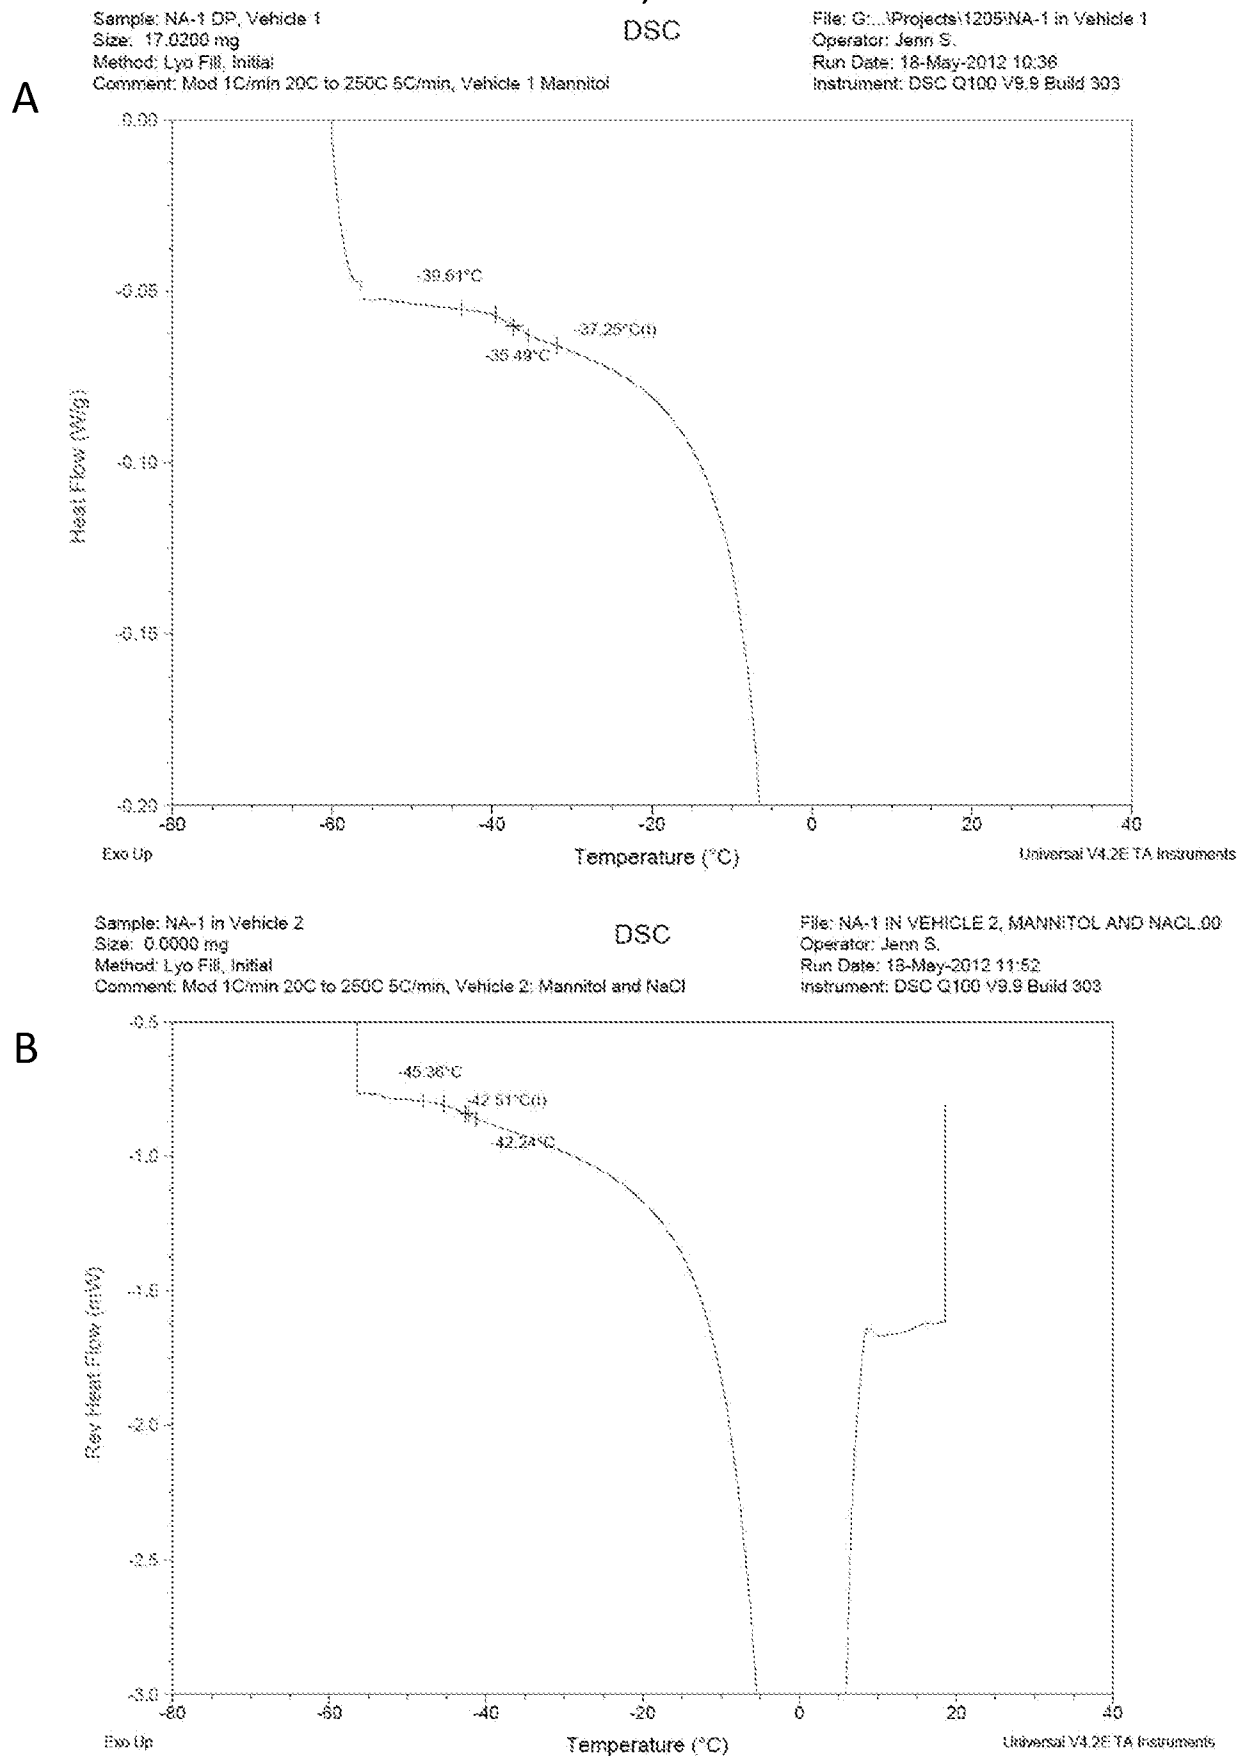 Sample: NA-1 DP, Vehicle 1
Size: 17.0200 mg
Method: Lyo Fill, Initial
Comment: Mod 1C/min 20C to 250C 5C/min, Vehicle 1 Mannitol
DSC
File: G:...\Projects\1205\NA-1 in Vehicle 1
Operator: Jenn S.
Run Date: 18-May-2012 10:36
Instrument: DSC Q100 V9.9 Build 303
A
0.00
-0.05
-0.10
-0.15
-0.20
Heat Flow (W/g)
-39.61°C
-37.25°C(I)
-35.49°C
-80
-60
-40
-20
0
20
40
Exo Up
Temperature (°C)
Universal V4.2E TA Instruments
Sample: NA-1 in Vehicle 2
Size: 0.0000 mg
Method: Lyo Fill, Initial
Comment: Mod 1C/min 20C to 250C 5C/min, Vehicle 2: Mannitol and NaCl
DSC
File: NA-1 IN VEHICLE 2, MANNITOL AND NACL.00
Operator: Jenn S.
Run Date: 18-May-2012 11:52
Instrument: DSC Q100 V9.9 Build 303
B
-0.5
-1.0
-1.5
-2.0
-2.5
-3.0
Rev Heat Flow (mW)
-45.36°C
-42.51°C(I)
-42.24°C
-80
-60
-40
-20
0
20
40
Exo Up
Temperature (°C)
Universal V4.2E TA Instruments